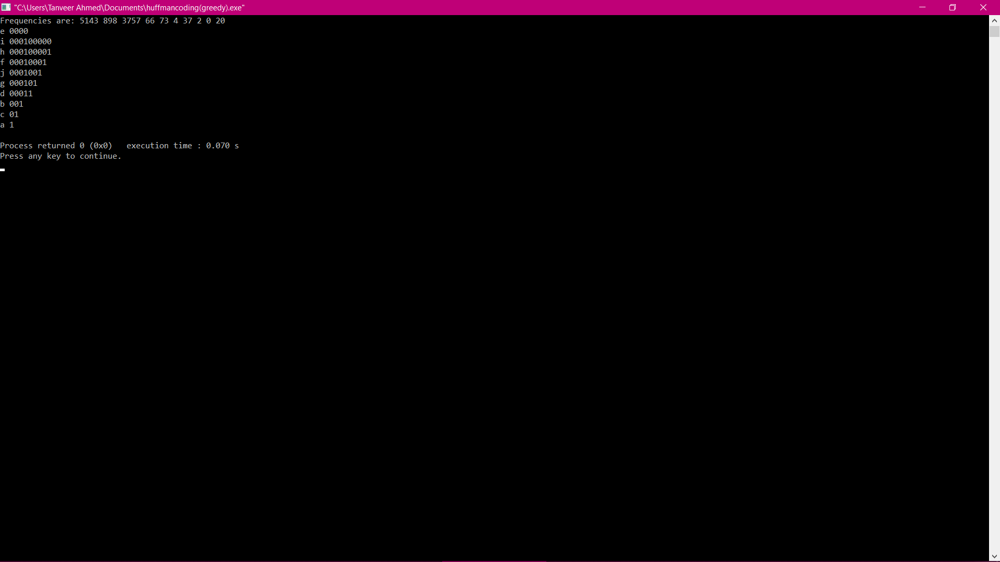 "C:\Users\Tanveer Ahmed\Documents\huffmancoding(greedy).exe"
Frequencies are: 5143 898 3757 66 73 4 37 2 0 20
e 0000
i 000100000
h 000100001
f 00010001
j 0001001
g 000101
d 00011
b 001
c 01
a 1
Process returned 0 (0x0)   execution time : 0.070 s
Press any key to continue.